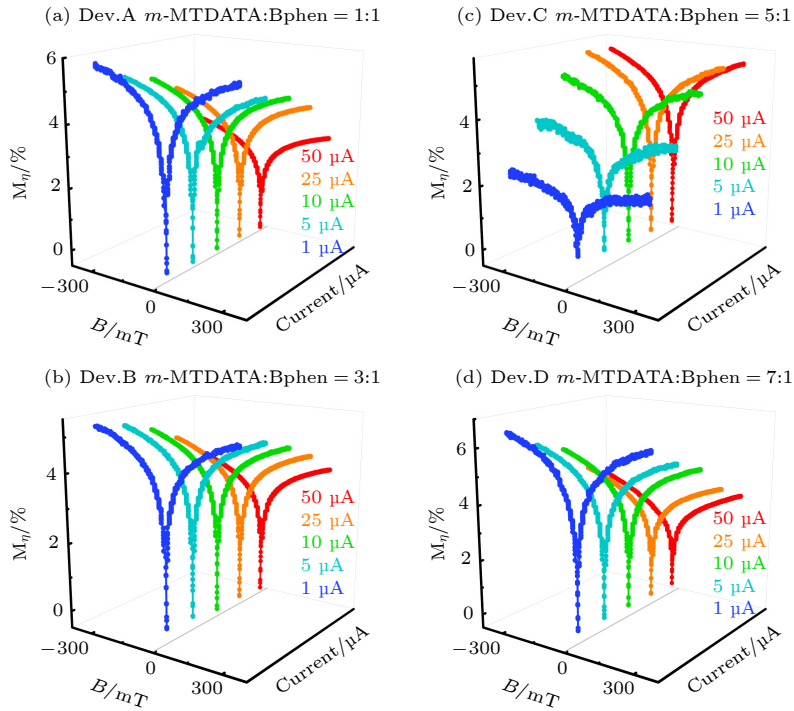 (a) Dev.A m-MTDATA:Bphen = 1:1
6
4
2
0
Mη/%
50 µA
25 µA
10 µA
5 µA
1 µA
−300
0
300
B/mT
Current/µA
(c) Dev.C m-MTDATA:Bphen = 5:1
4
2
0
Mη/%
50 µA
25 µA
10 µA
5 µA
1 µA
−300
0
300
B/mT
Current/µA
(b) Dev.B m-MTDATA:Bphen = 3:1
4
2
0
Mη/%
50 µA
25 µA
10 µA
5 µA
1 µA
−300
0
300
B/mT
Current/µA
(d) Dev.D m-MTDATA:Bphen = 7:1
6
4
2
0
Mη/%
50 µA
25 µA
10 µA
5 µA
1 µA
−300
0
300
B/mT
Current/µA